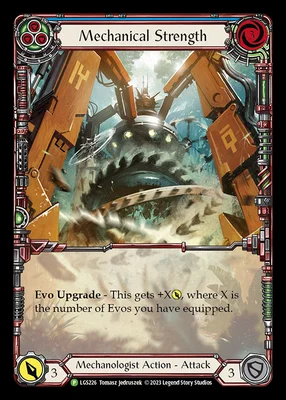 Mechanical Strength
Evo Upgrade - This gets +X, where X is
the number of Evos you have equipped.
3
Mechanologist Action - Attack
3
P LGS226 Tomasz Jedruszek © 2023 Legend Story Studios